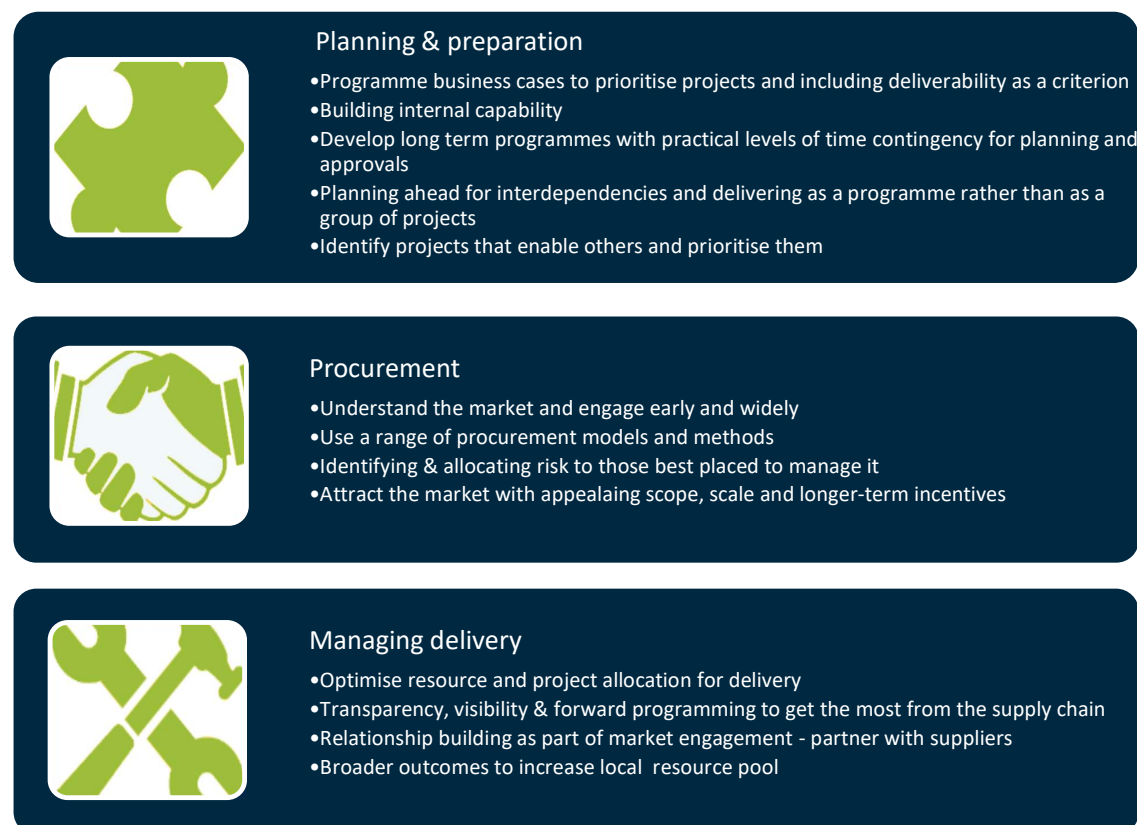 Planning & preparation
•Programme business cases to prioritise projects and including deliverability as a criterion
•Building internal capability
•Develop long term programmes with practical levels of time contingency for planning and
approvals
•Planning ahead for interdependencies and delivering as a programme rather than as a
group of projects
•Identify projects that enable others and prioritise them
Procurement
•Understand the market and engage early and widely
•Use a range of procurement models and methods
•Identifying & allocating risk to those best placed to manage it
•Attract the market with appealaing scope, scale and longer-term incentives
Managing delivery
•Optimise resource and project allocation for delivery
•Transparency, visibility & forward programming to get the most from the supply chain
•Relationship building as part of market engagement - partner with suppliers
•Broader outcomes to increase local  resource pool